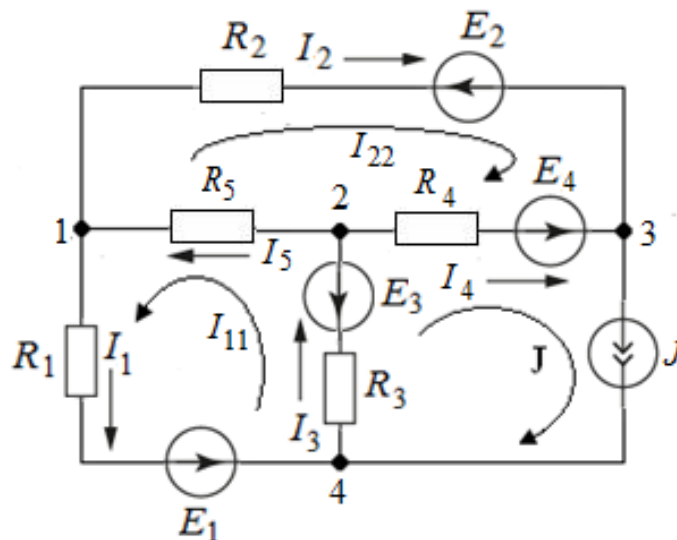 R₂ I₂ E₂
I₂₂
R₅ 2 R₄ E₄
1 3
I₅ E₃ I₄
R₁ I₁ I₁₁ J J
I₃ R₃
4
E₁